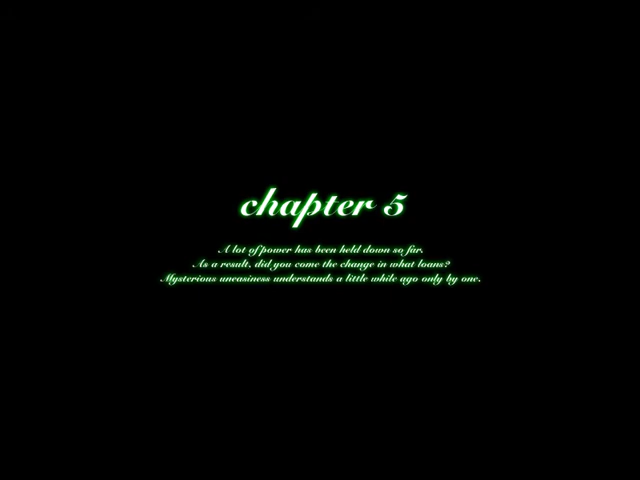 chapter 5
A lot of power has been held down so far.
As a result, did you come the change in what loans?
Mysterious uneasiness understands a little while ago only by one.